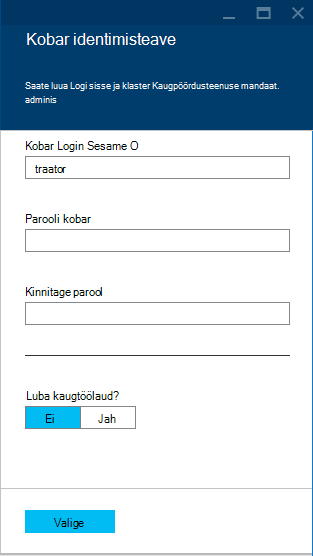 Kobar identimisteave
Saate luua Logi sisse ja klaster Kaugpöördusteenuse mandaat.
adminis
Kobar Login Sesame O
traator
Parooli kobar
Kinnitage parool
Luba kaugtöölaud?
Ei Jah
Valige